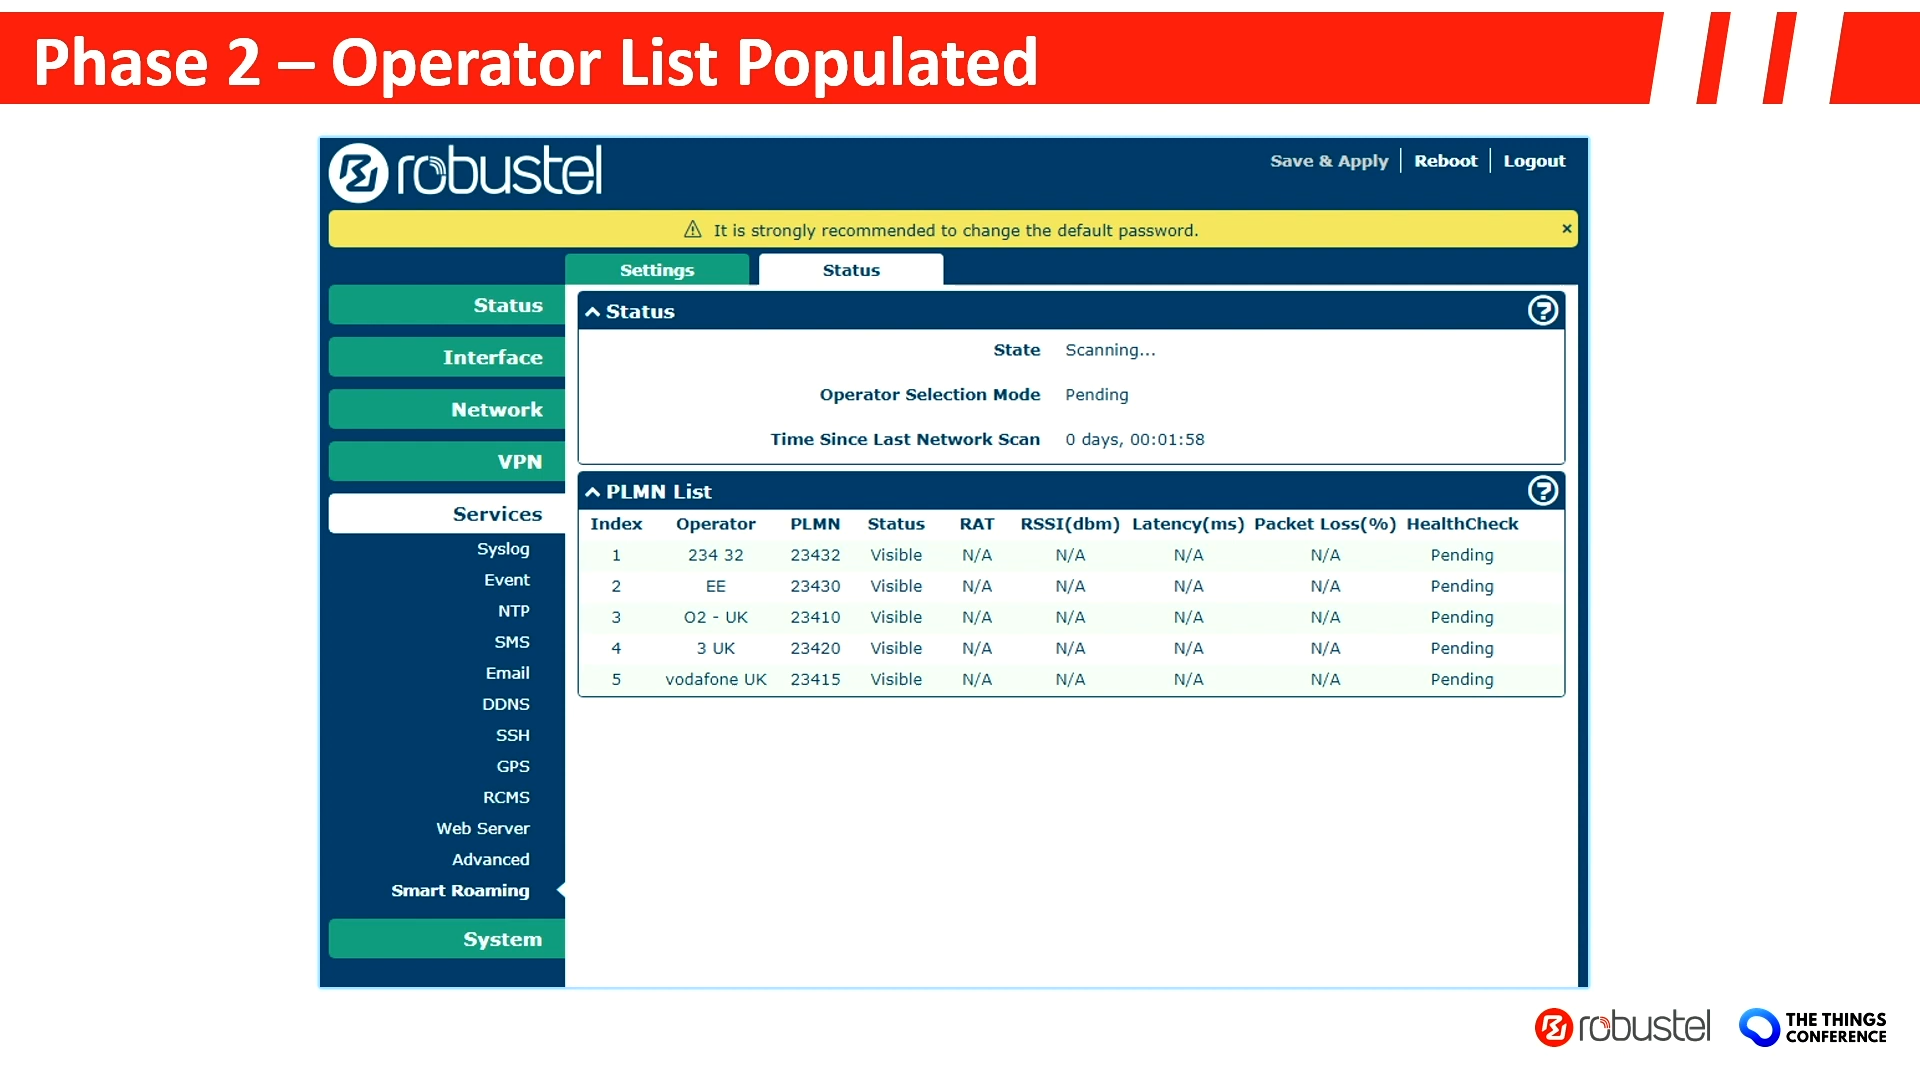 Phase 2 – Operator List Populated
robustel
Save & Apply Reboot Logout
It is strongly recommended to change the default password. ×
Settings Status
Status
Interface
Network
VPN
Services
Syslog
Event
NTP
SMS
Email
DDNS
SSH
GPS
RCMS
Web Server
Advanced
Smart Roaming
System
Status ?
State Scanning...
Operator Selection Mode Pending
Time Since Last Network Scan 0 days, 00:01:58
PLMN List ?
Index Operator PLMN Status RAT RSSI(dbm) Latency(ms) Packet Loss(%) HealthCheck
1 234 32 23432 Visible N/A N/A N/A N/A Pending
2 EE 23430 Visible N/A N/A N/A N/A Pending
3 O2 - UK 23410 Visible N/A N/A N/A N/A Pending
4 3 UK 23420 Visible N/A N/A N/A N/A Pending
5 vodafone UK 23415 Visible N/A N/A N/A N/A Pending
robustel
THE THINGS
CONFERENCE